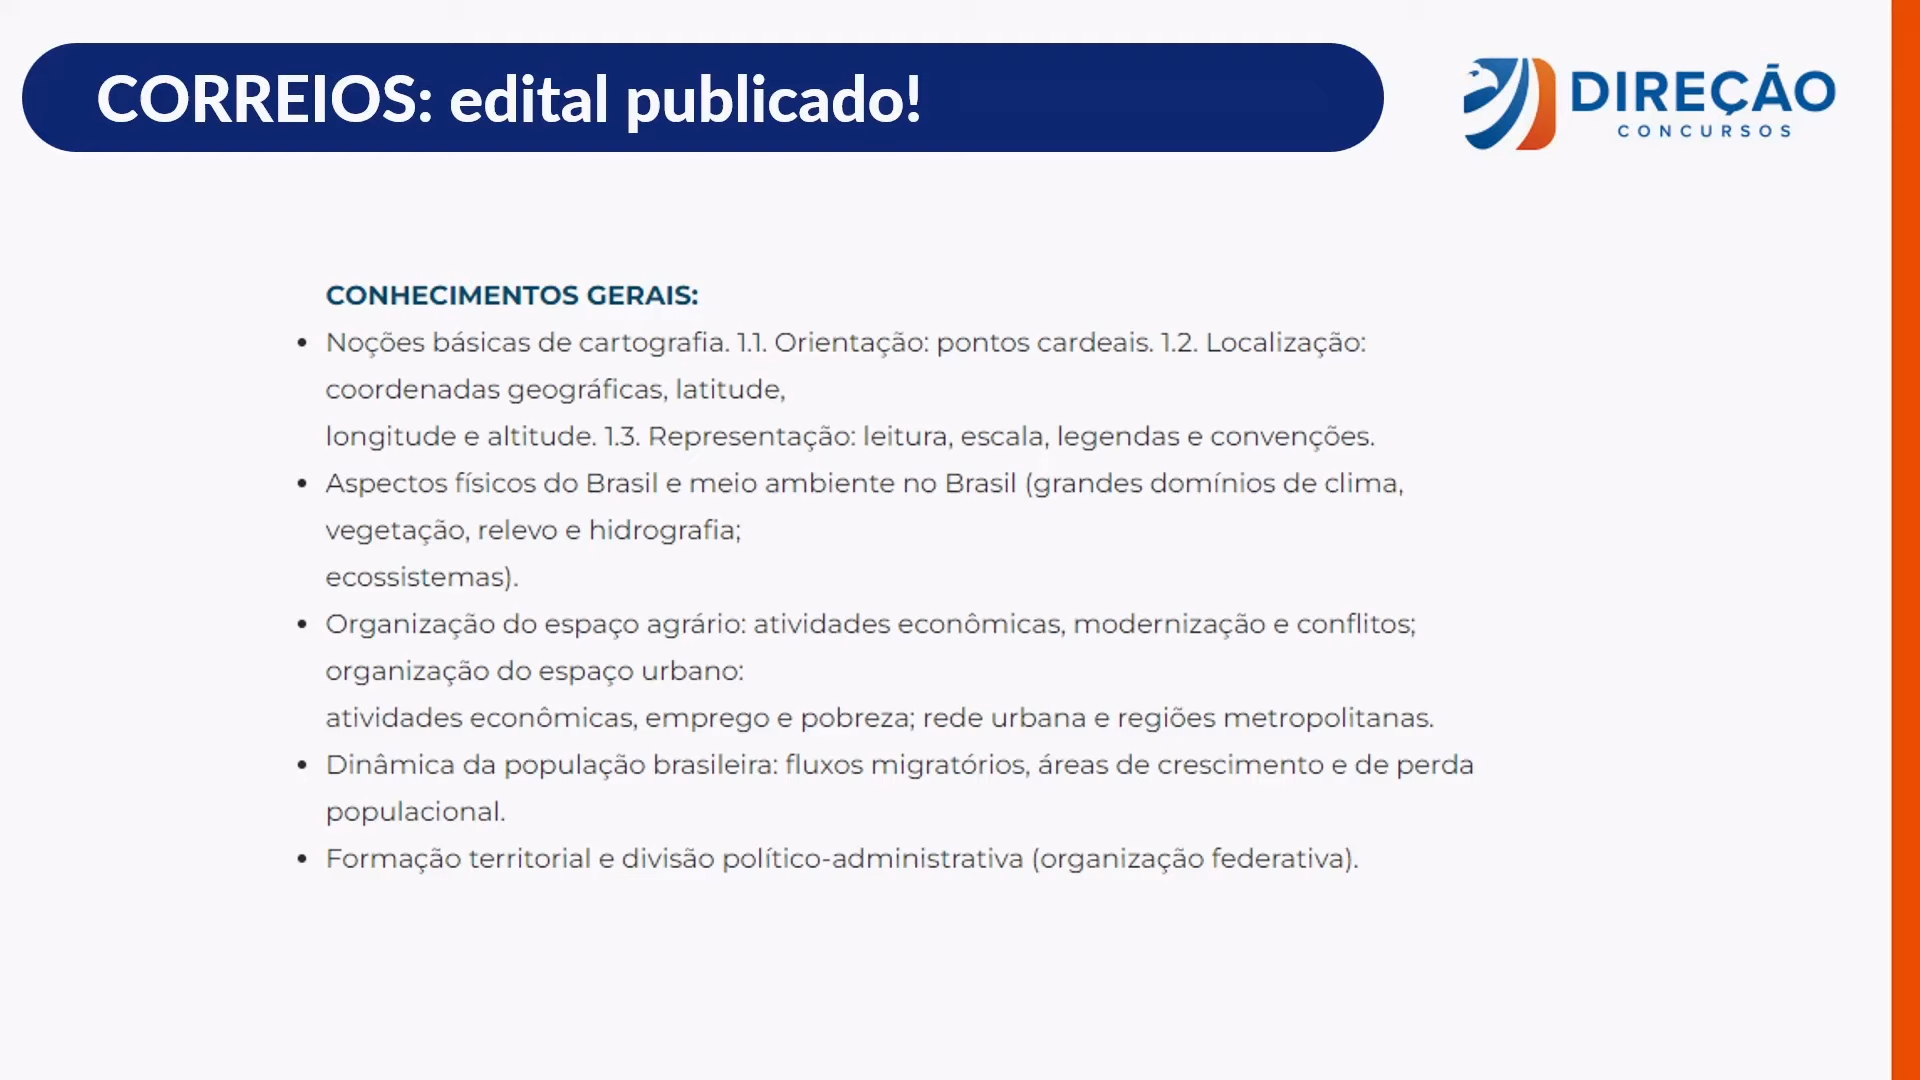 CORREIOS: edital publicado!
DIREÇÃO
CONCURSOS
CONHECIMENTOS GERAIS:
• Noções básicas de cartografia. 1.1. Orientação: pontos cardeais. 1.2. Localização:
coordenadas geográficas, latitude,
longitude e altitude. 1.3. Representação: leitura, escala, legendas e convenções.
• Aspectos físicos do Brasil e meio ambiente no Brasil (grandes domínios de clima,
vegetação, relevo e hidrografia;
ecossistemas).
• Organização do espaço agrário: atividades econômicas, modernização e conflitos;
organização do espaço urbano:
atividades econômicas, emprego e pobreza; rede urbana e regiões metropolitanas.
• Dinâmica da população brasileira: fluxos migratórios, áreas de crescimento e de perda
populacional.
• Formação territorial e divisão político-administrativa (organização federativa).